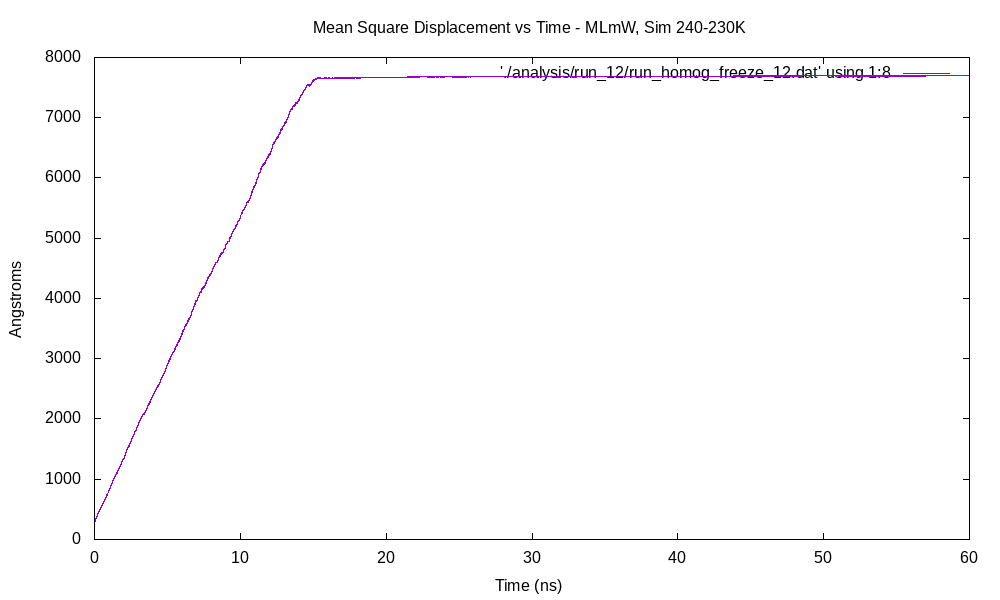 Mean Square Displacement vs Time - MLmW, Sim 240-230K
8000
'./analysis/run_12/run_homog_freeze_12.dat' using 1:8
7000
6000
5000
4000
3000
2000
1000
0
Angstroms
0 10 20 30 40 50 60
Time (ns)